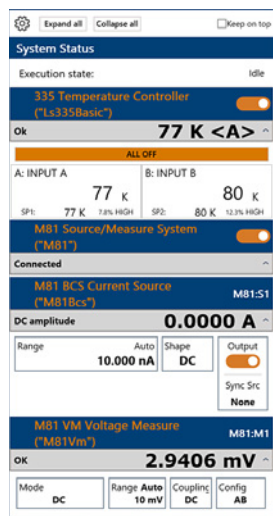 Expand all Collapse all Keep on top
System Status
Execution state: Idle
335 Temperature Controller
("Ls335Basic")
Ok 77 K <A>
ALL OFF
A: INPUT A B: INPUT B
77 K 80 K
SP1: 77 K 7.8% HIGH SP2: 80 K 12.3% HIGH
M81 Source/Measure System
("M81")
Connected
M81 BCS Current Source
("M81Bcs") M81:S1
DC amplitude 0.0000 A
Range Auto Shape Output
10.000 nA DC
Sync Src
None
M81 VM Voltage Measure
("M81Vm") M81:M1
OK 2.9406 mV
Mode Range Auto Coupling Config
DC 10 mV DC AB